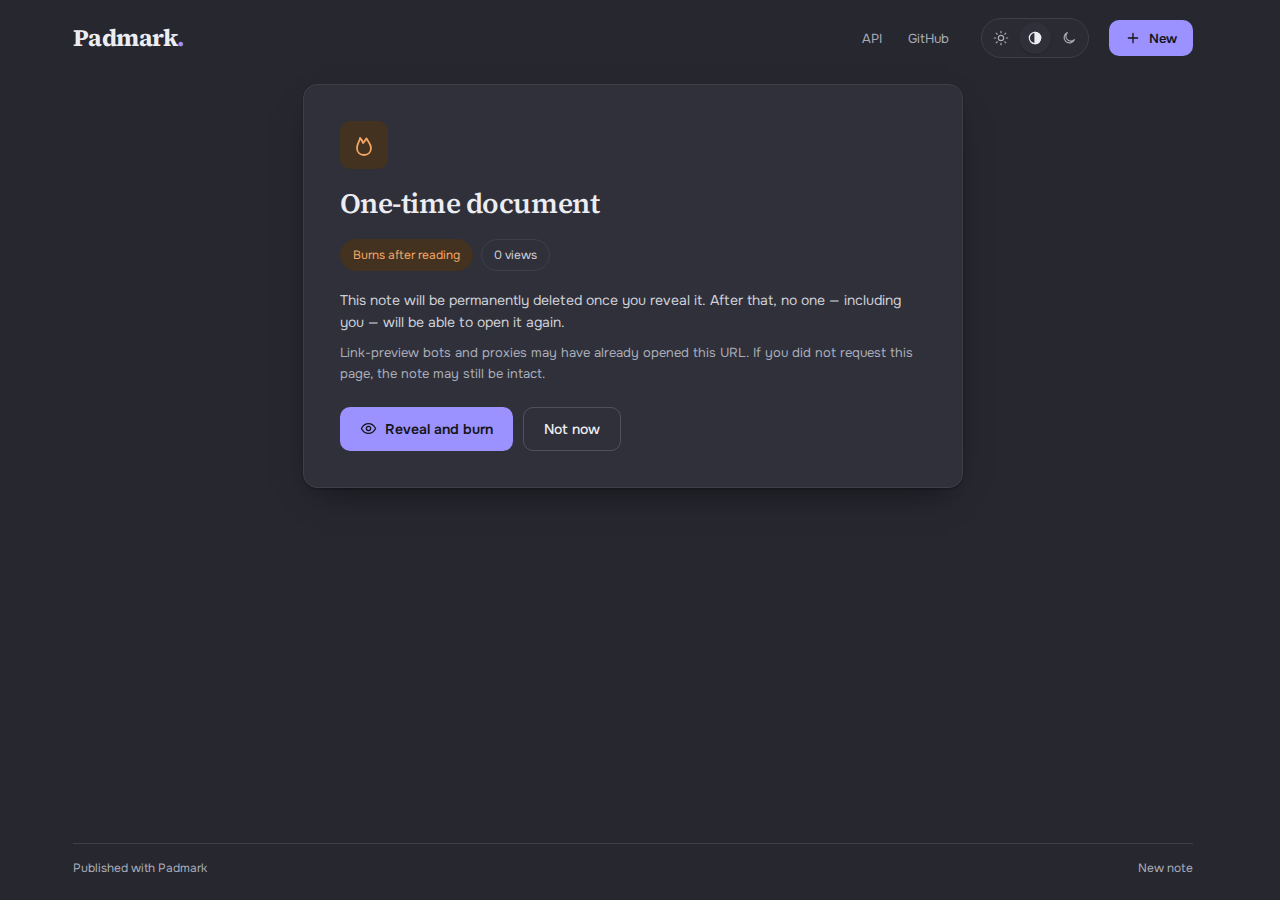 Padmark.
API
GitHub
New
One-time document
Burns after reading
0 views
This note will be permanently deleted once you reveal it. After that, no one — including
you — will be able to open it again.
Link-preview bots and proxies may have already opened this URL. If you did not request this
page, the note may still be intact.
Reveal and burn
Not now
Published with Padmark
New note